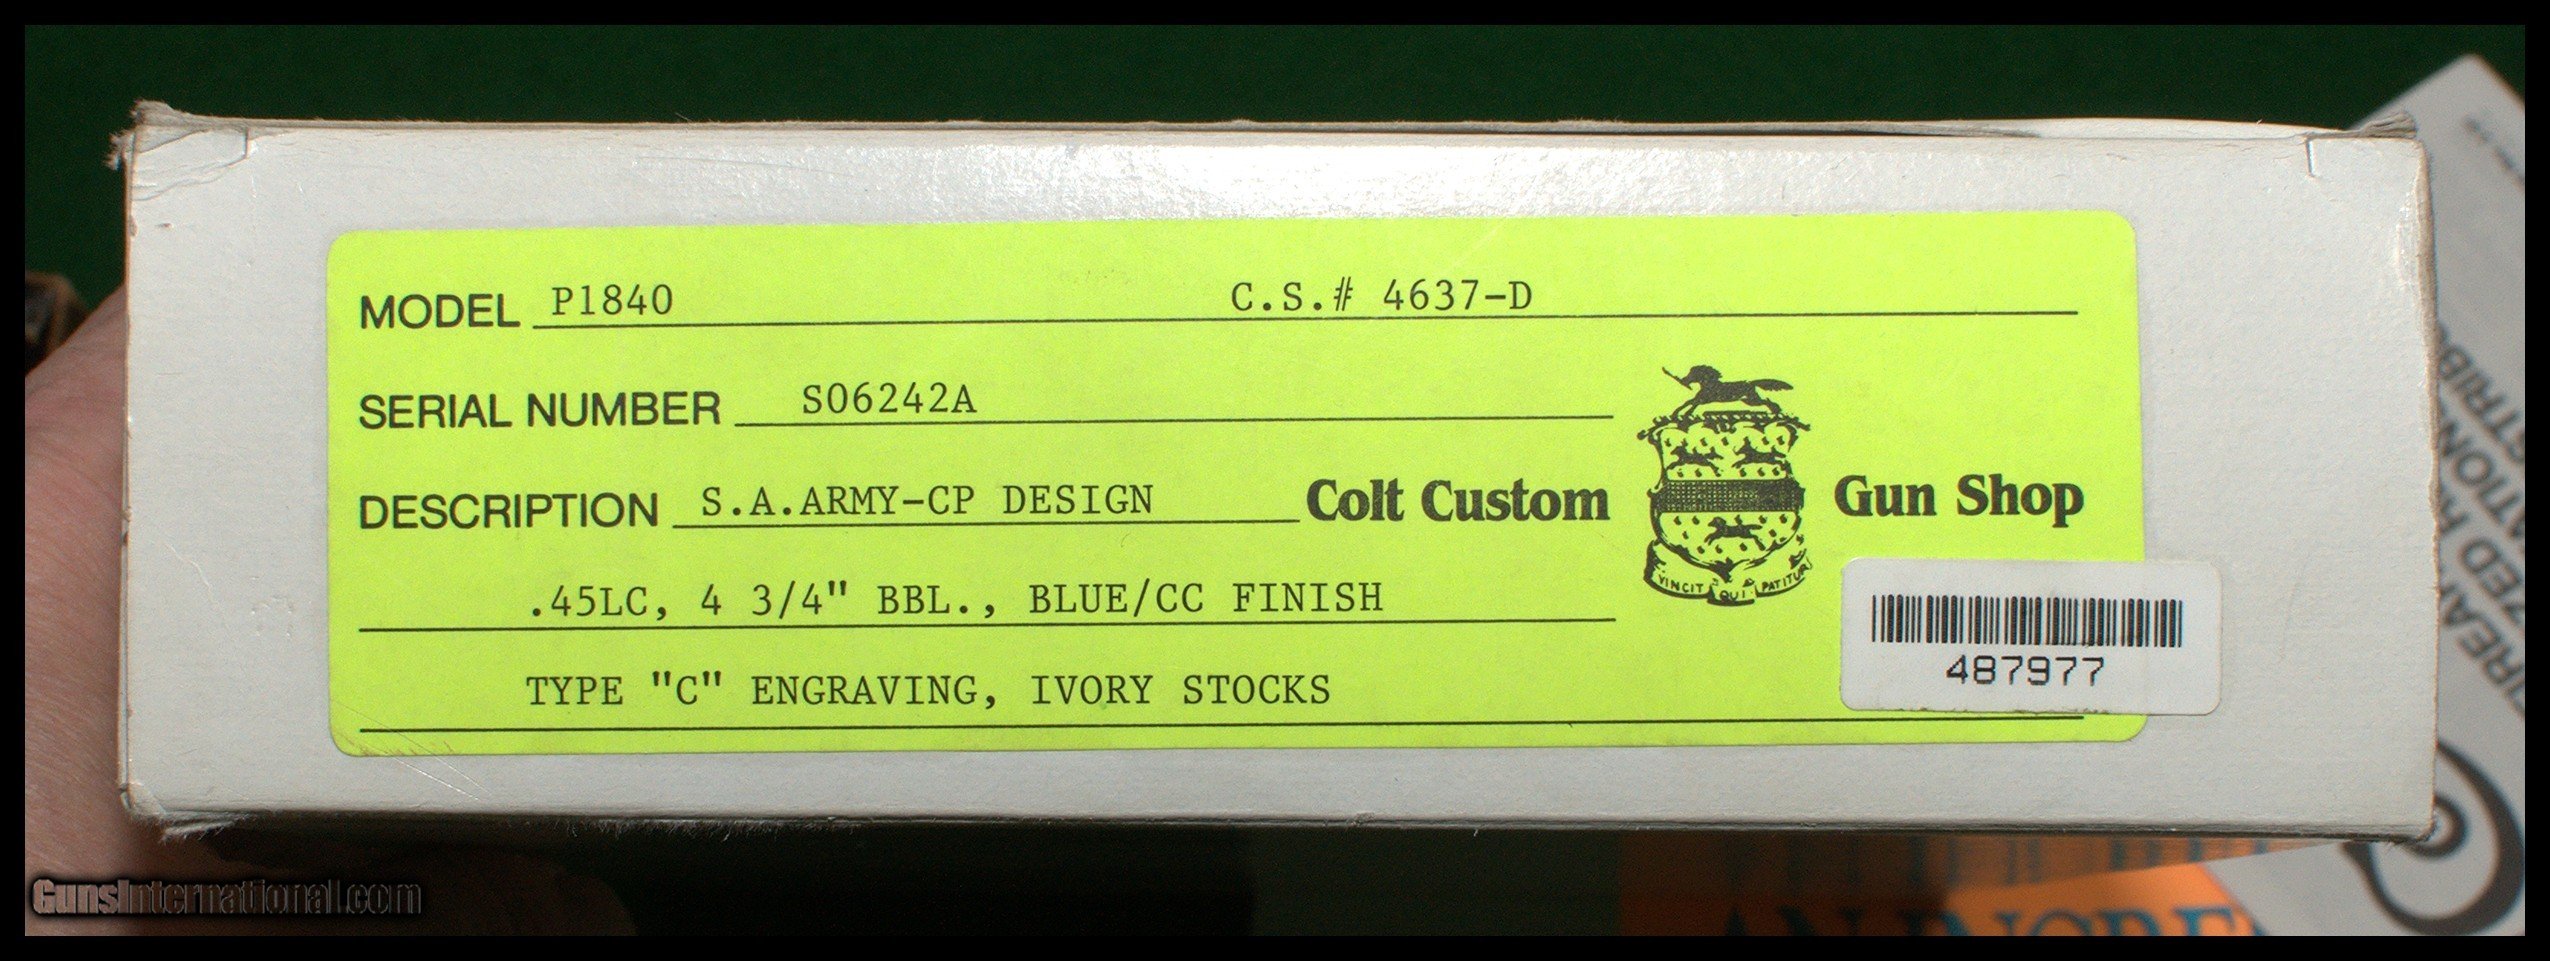 MODEL P1840 C.S.# 4637-D
SERIAL NUMBER S06242A
DESCRIPTION S.A.ARMY-CP DESIGN
Colt Custom Gun Shop
VINCIT QUI PATITUR
.45LC, 4 3/4" BBL., BLUE/CC FINISH
TYPE "C" ENGRAVING, IVORY STOCKS
487977
GunsInternational.com